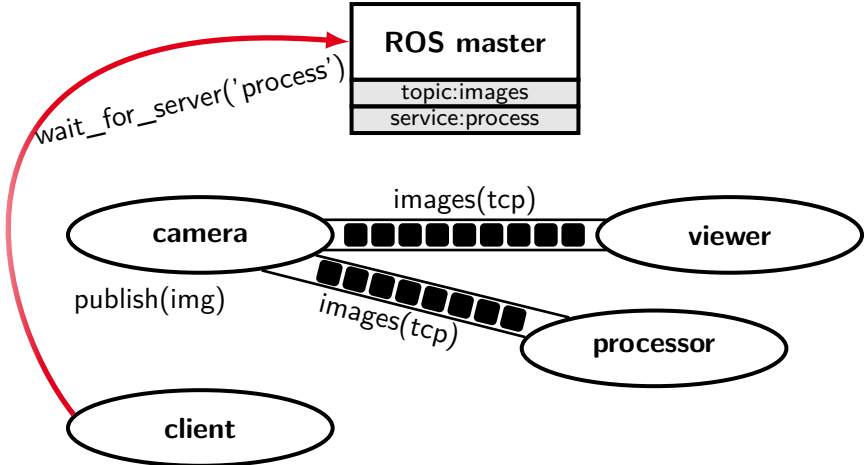 ROS master
topic:images
service:process
wait_for_server('process')
images(tcp)
camera
viewer
publish(img)
images(tcp)
processor
client